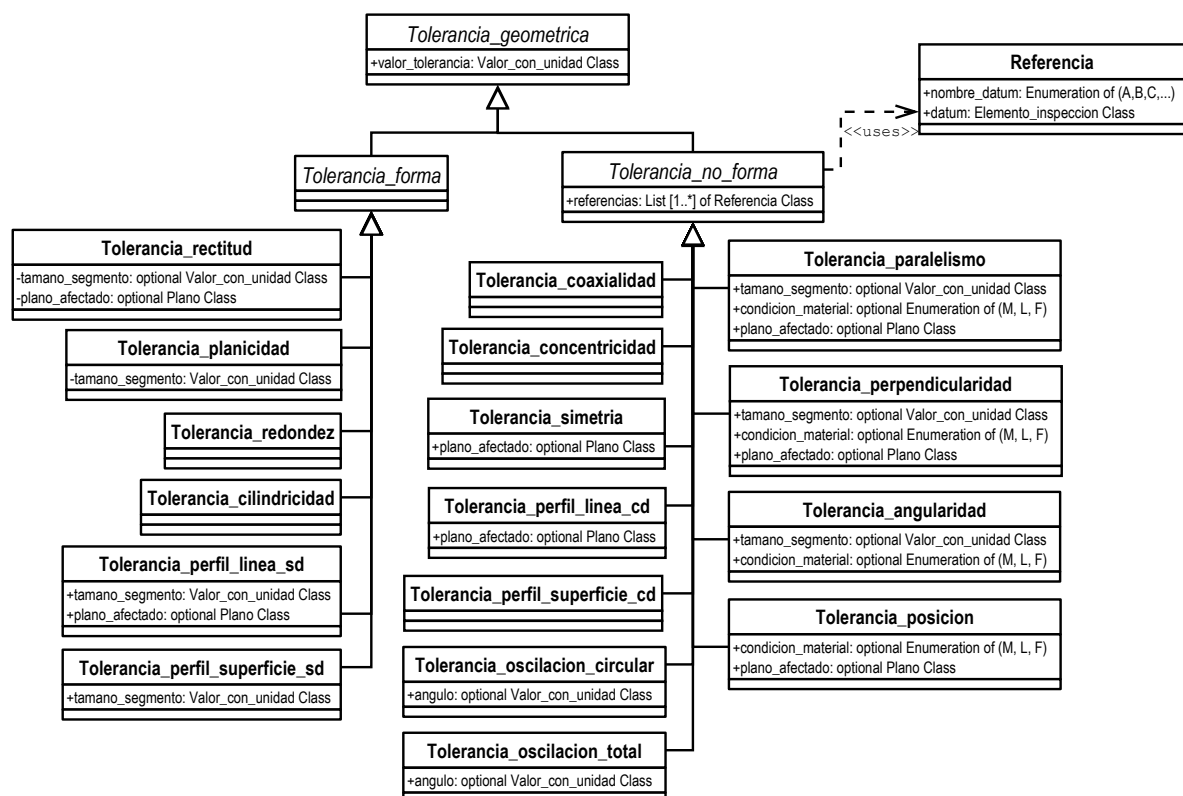 Tolerancia_geometrica
+valor_tolerancia: Valor_con_unidad Class
Referencia
+nombre_datum: Enumeration of (A,B,C,...)
+datum: Elemento_inspeccion Class
<<uses>>
Tolerancia_forma
Tolerancia_no_forma
+referencias: List [1..*] of Referencia Class
Tolerancia_rectitud
-tamano_segmento: optional Valor_con_unidad Class
-plano_afectado: optional Plano Class
Tolerancia_planicidad
-tamano_segmento: Valor_con_unidad Class
Tolerancia_redondez
Tolerancia_cilindricidad
Tolerancia_perfil_linea_sd
+tamano_segmento: Valor_con_unidad Class
+plano_afectado: optional Plano Class
Tolerancia_perfil_superficie_sd
+tamano_segmento: Valor_con_unidad Class
Tolerancia_coaxialidad
Tolerancia_concentricidad
Tolerancia_simetria
+plano_afectado: optional Plano Class
Tolerancia_perfil_linea_cd
+plano_afectado: optional Plano Class
Tolerancia_perfil_superficie_cd
Tolerancia_oscilacion_circular
+angulo: optional Valor_con_unidad Class
Tolerancia_oscilacion_total
+angulo: optional Valor_con_unidad Class
Tolerancia_paralelismo
+tamano_segmento: optional Valor_con_unidad Class
+condicion_material: optional Enumeration of (M, L, F)
+plano_afectado: optional Plano Class
Tolerancia_perpendicularidad
+tamano_segmento: optional Valor_con_unidad Class
+condicion_material: optional Enumeration of (M, L, F)
+plano_afectado: optional Plano Class
Tolerancia_angularidad
+tamano_segmento: optional Valor_con_unidad Class
+condicion_material: optional Enumeration of (M, L, F)
Tolerancia_posicion
+condicion_material: optional Enumeration of (M, L, F)
+plano_afectado: optional Plano Class